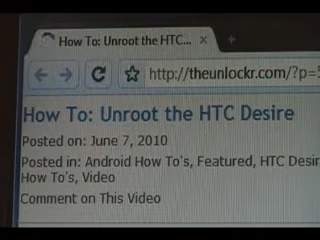 How To: Unroot the HTC...
http://theunlockr.com/?p=
How To: Unroot the HTC Desire
Posted on: June 7, 2010
Posted in: Android How To's, Featured, HTC Desir
How To's, Video
Comment on This Video